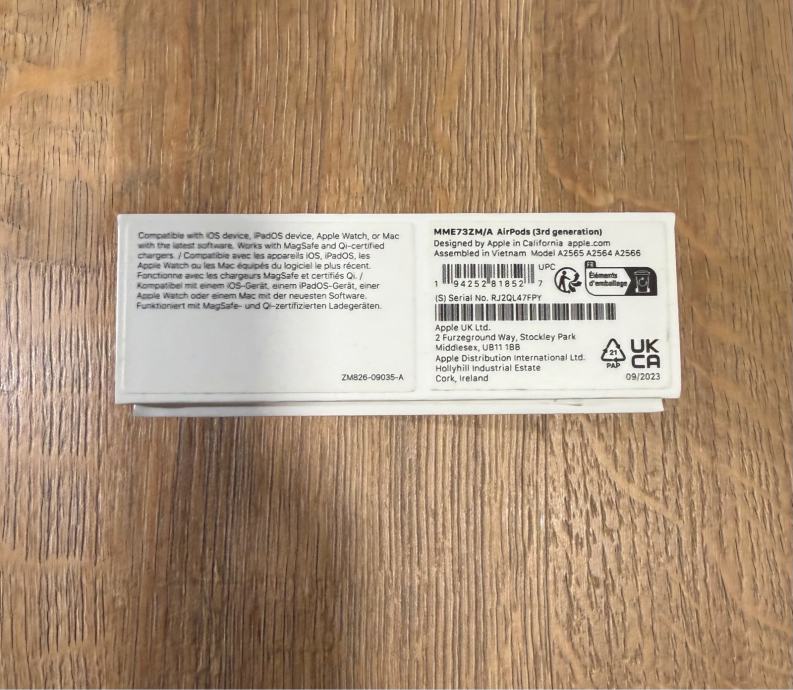 Compatible with iOS device, iPadOS device, Apple Watch, or Mac
with the latest software. Works with MagSafe and Qi-certified
chargers. / Compatible avec les appareils iOS, iPadOS, les
Apple Watch ou les Mac équipés du logiciel le plus récent.
Fonctionne avec les chargeurs MagSafe et certifiés Qi. /
Kompatibel mit einem iOS-Gerät, einem iPadOS-Gerät, einer
Apple Watch oder einem Mac mit der neuesten Software.
Funktioniert mit MagSafe- und Qi-zertifizierten Ladegeräten.
ZM826-09035-A
MME73ZM/A AirPods (3rd generation)
Designed by Apple in California apple.com
Assembled in Vietnam Model A2565 A2564 A2566
UPC
1 94252 81852 7
FR
Éléments
d'emballage
(S) Serial No. RJ2QL47FPY
Apple UK Ltd.
2 Furzeground Way, Stockley Park
Middlesex, UB11 1BB
Apple Distribution International Ltd.
Hollyhill Industrial Estate
Cork, Ireland
21
PAP
UK
CA
09/2023